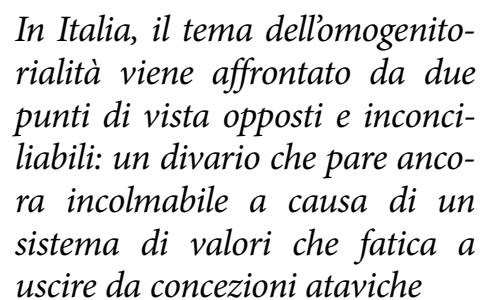 In Italia, il tema dell’omogenito-
rialità viene affrontato da due
punti di vista opposti e inconci-
liabili: un divario che pare anco-
ra incolmabile a causa di un
sistema di valori che fatica a
uscire da concezioni ataviche